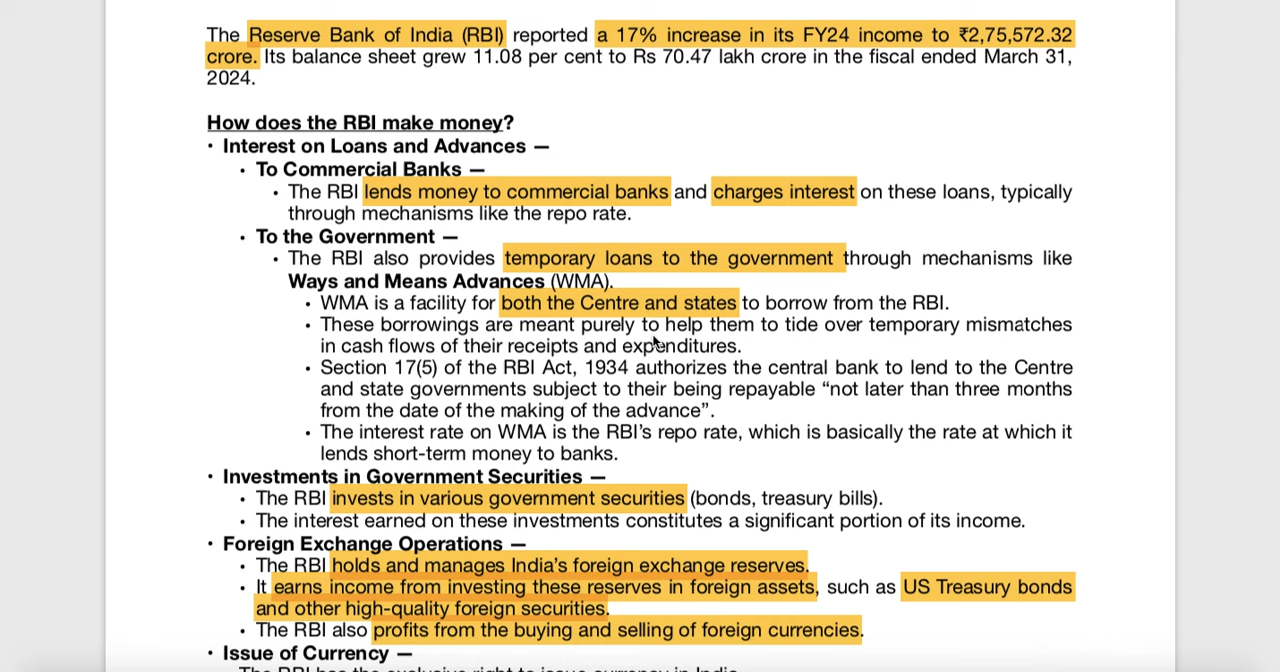 The Reserve Bank of India (RBI) reported a 17% increase in its FY24 income to ₹2,75,572.32
crore. Its balance sheet grew 11.08 per cent to Rs 70.47 lakh crore in the fiscal ended March 31,
2024.
How does the RBI make money?
• Interest on Loans and Advances —
• To Commercial Banks —
• The RBI lends money to commercial banks and charges interest on these loans, typically
through mechanisms like the repo rate.
• To the Government —
• The RBI also provides temporary loans to the government through mechanisms like
Ways and Means Advances (WMA).
• WMA is a facility for both the Centre and states to borrow from the RBI.
• These borrowings are meant purely to help them to tide over temporary mismatches
in cash flows of their receipts and expenditures.
• Section 17(5) of the RBI Act, 1934 authorizes the central bank to lend to the Centre
and state governments subject to their being repayable “not later than three months
from the date of the making of the advance”.
• The interest rate on WMA is the RBI’s repo rate, which is basically the rate at which it
lends short-term money to banks.
• Investments in Government Securities —
• The RBI invests in various government securities (bonds, treasury bills).
• The interest earned on these investments constitutes a significant portion of its income.
• Foreign Exchange Operations —
• The RBI holds and manages India’s foreign exchange reserves.
• It earns income from investing these reserves in foreign assets, such as US Treasury bonds
and other high-quality foreign securities.
• The RBI also profits from the buying and selling of foreign currencies.
• Issue of Currency —
The RBI has the exclusive right to issue currency in India